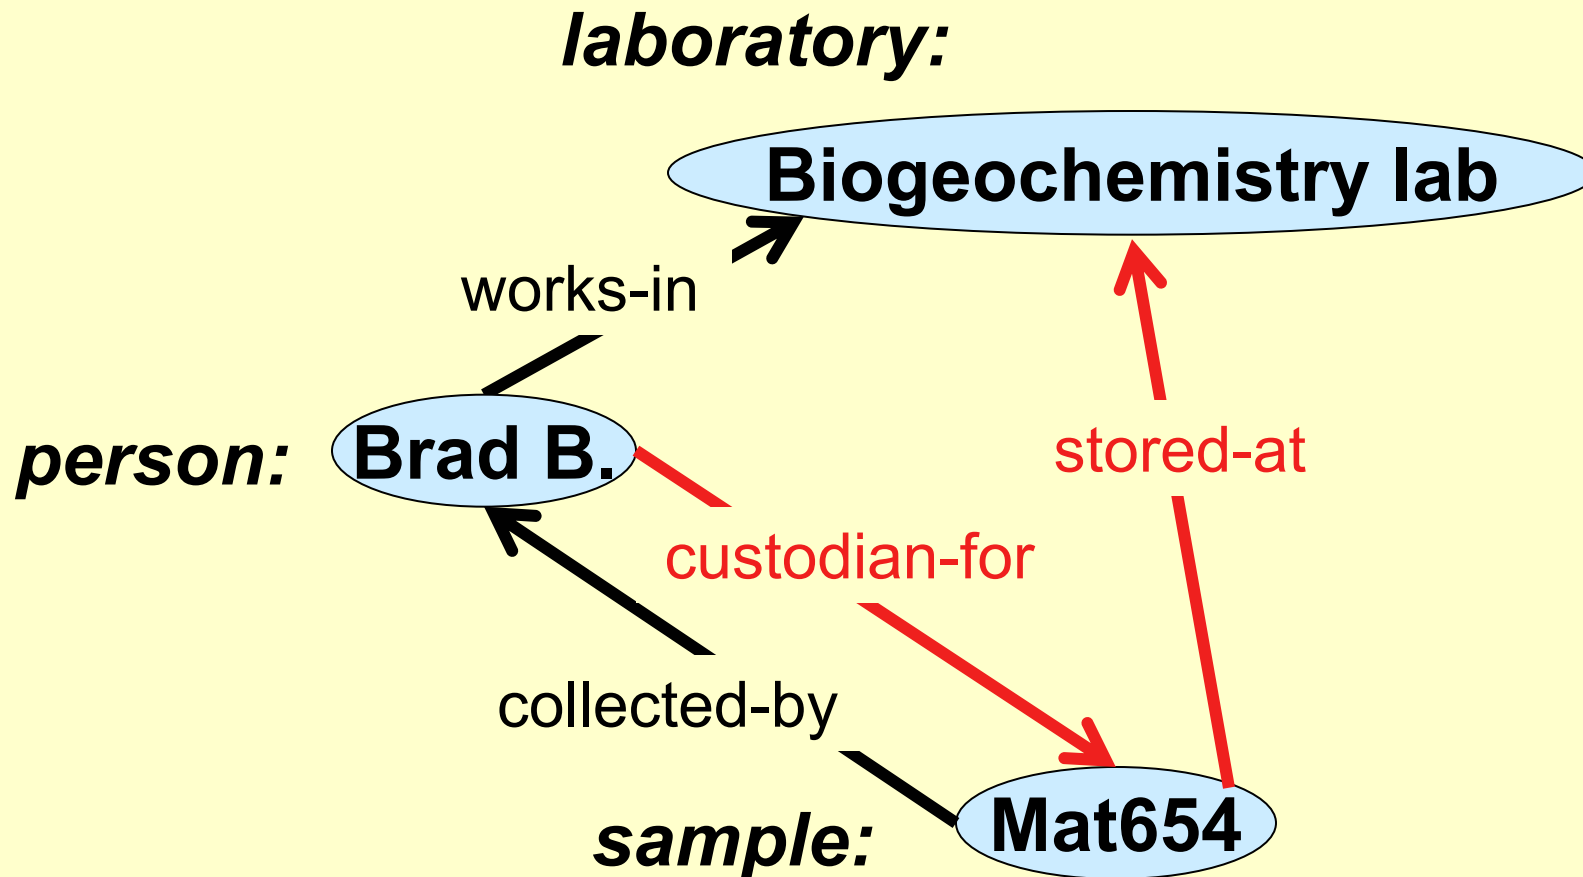 laboratory:
Biogeochemistry lab
works-in
person: Brad B.
stored-at
custodian-for
collected-by
sample: Mat654